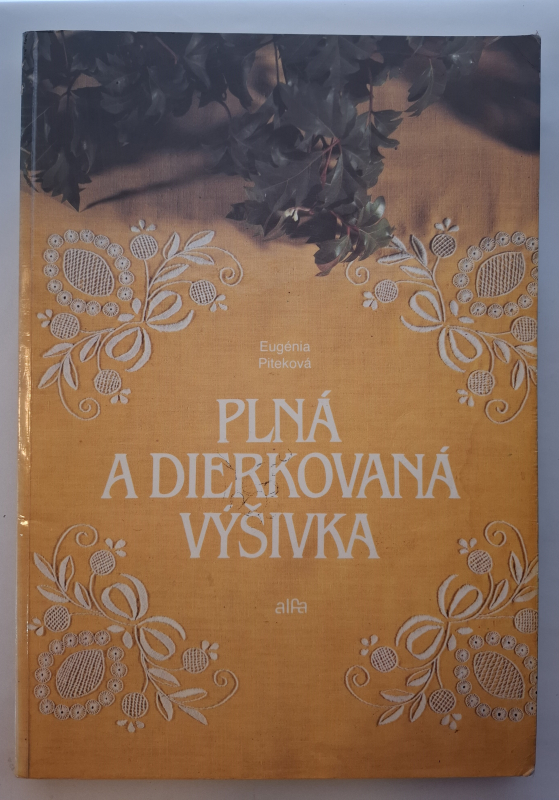 Eugénia
Piteková
PLNÁ
A DIERKOVANÁ
VÝŠIVKA
alfa